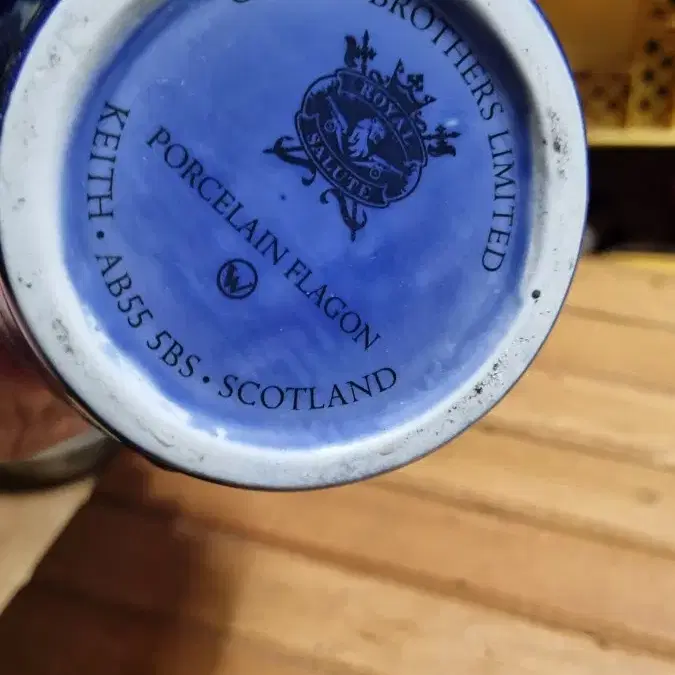 BROTHERS LIMITED
ROYAL
SALUTE
PORCELAIN FLAGON
W
KEITH • AB55 5BS • SCOTLAND